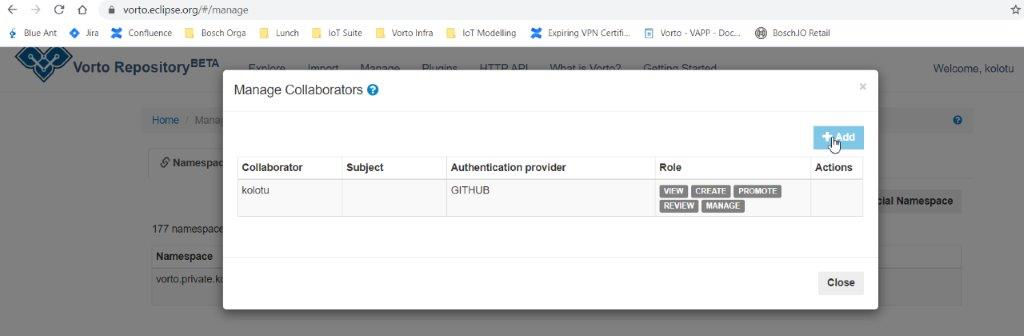 vorto.eclipse.org/#/manage
Blue Ant Jira Confluence Bosch Orga Lunch IoT Suite Vorto Infra IoT Modelling Expiring VPN Certifi... Vorto - VAPP - Doc... Bosch.IO Retail
Vorto Repository BETA Explore Import Manage Plugins HTTP API What is Vorto? Getting Started Welcome, kolotu
Manage Collaborators ? ×
Home / Mana ?
+ Add
Namespac
Collaborator Subject Authentication provider Role Actions
kolotu GITHUB VIEW CREATE PROMOTE
REVIEW MANAGE
cial Namespace
177 namespace
Namespace
vorto.private.ko
Close